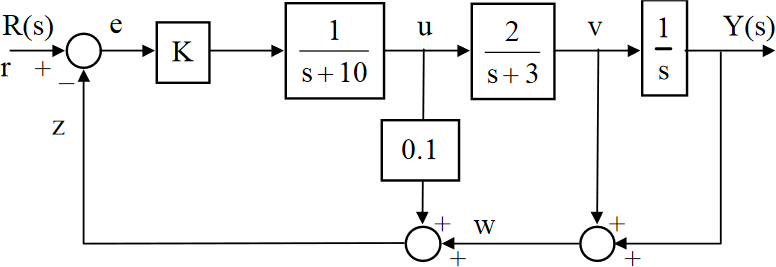 R(s)
r
+
−
e
K
1
s+10
u
2
s+3
v
1
s
Y(s)
z
0.1
+
+
w
+
+